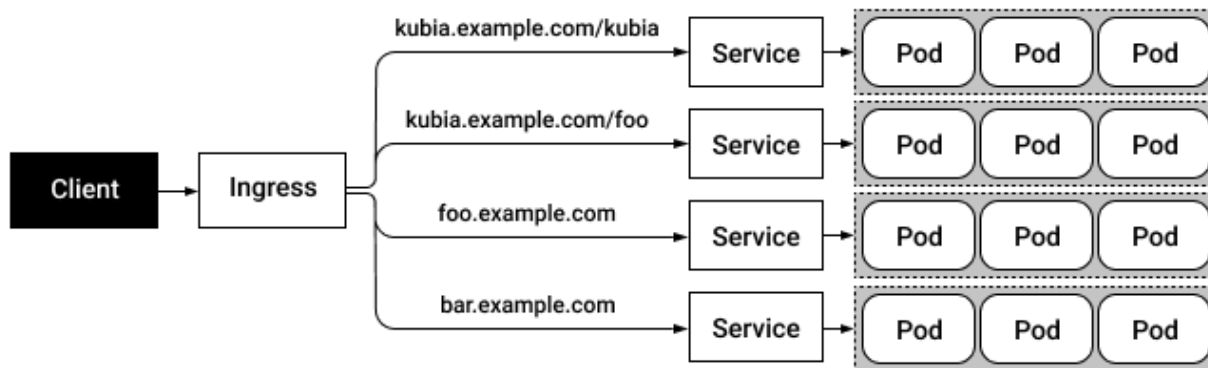 kubia.example.com/kubia
Service
Pod
Pod
Pod
kubia.example.com/foo
Service
Pod
Pod
Pod
Client
Ingress
foo.example.com
Service
Pod
Pod
Pod
bar.example.com
Service
Pod
Pod
Pod